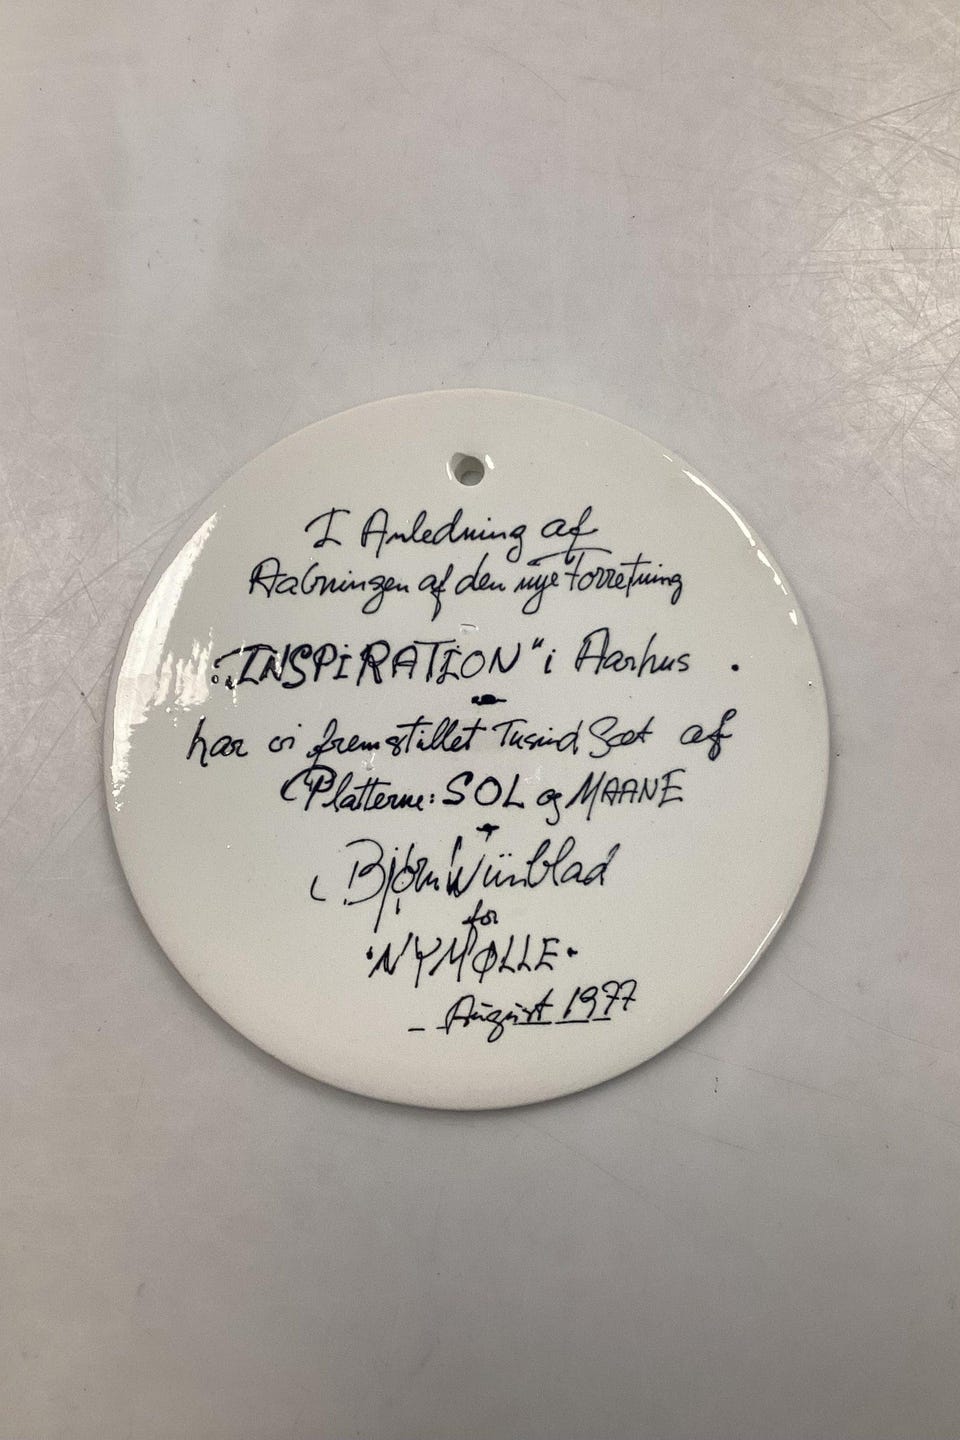 I Anledning af
Aabningen af den nye Forretning
„INSPIRATION" i Aarhus .
har vi fremstillet Tusind Sæt af
Platterne: SOL og MAANE
Bjørn Wiinblad
for
·NYMØLLE·
– August 1977